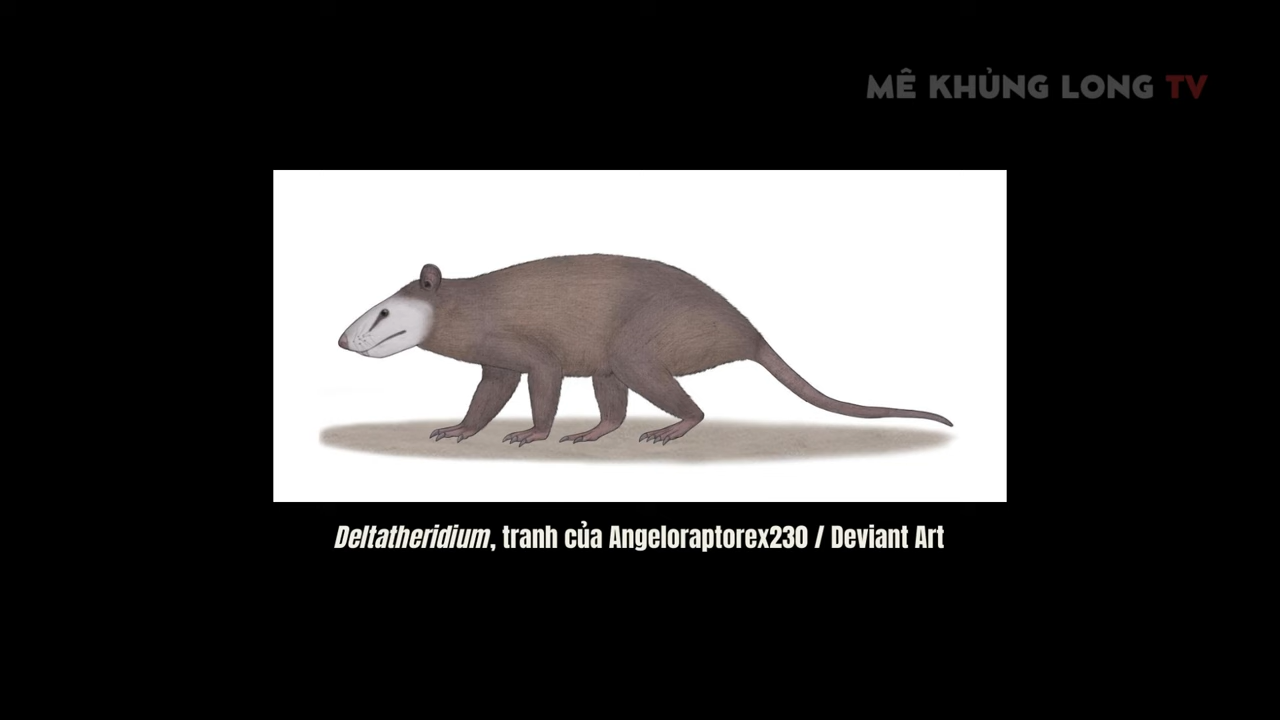 MÊ KHỦNG LONG TV
Deltatheridium, tranh của Angeloraptorex230 / Deviant Art